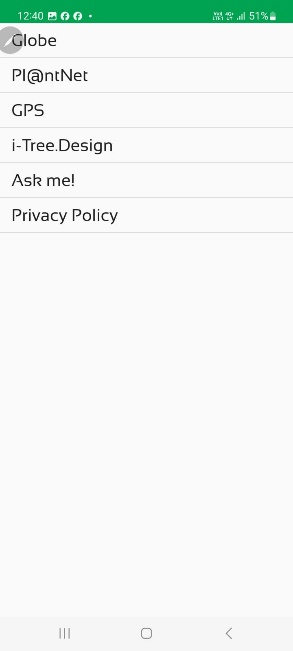 12:40
51%
Globe
Pl@ntNet
GPS
i-Tree.Design
Ask me!
Privacy Policy